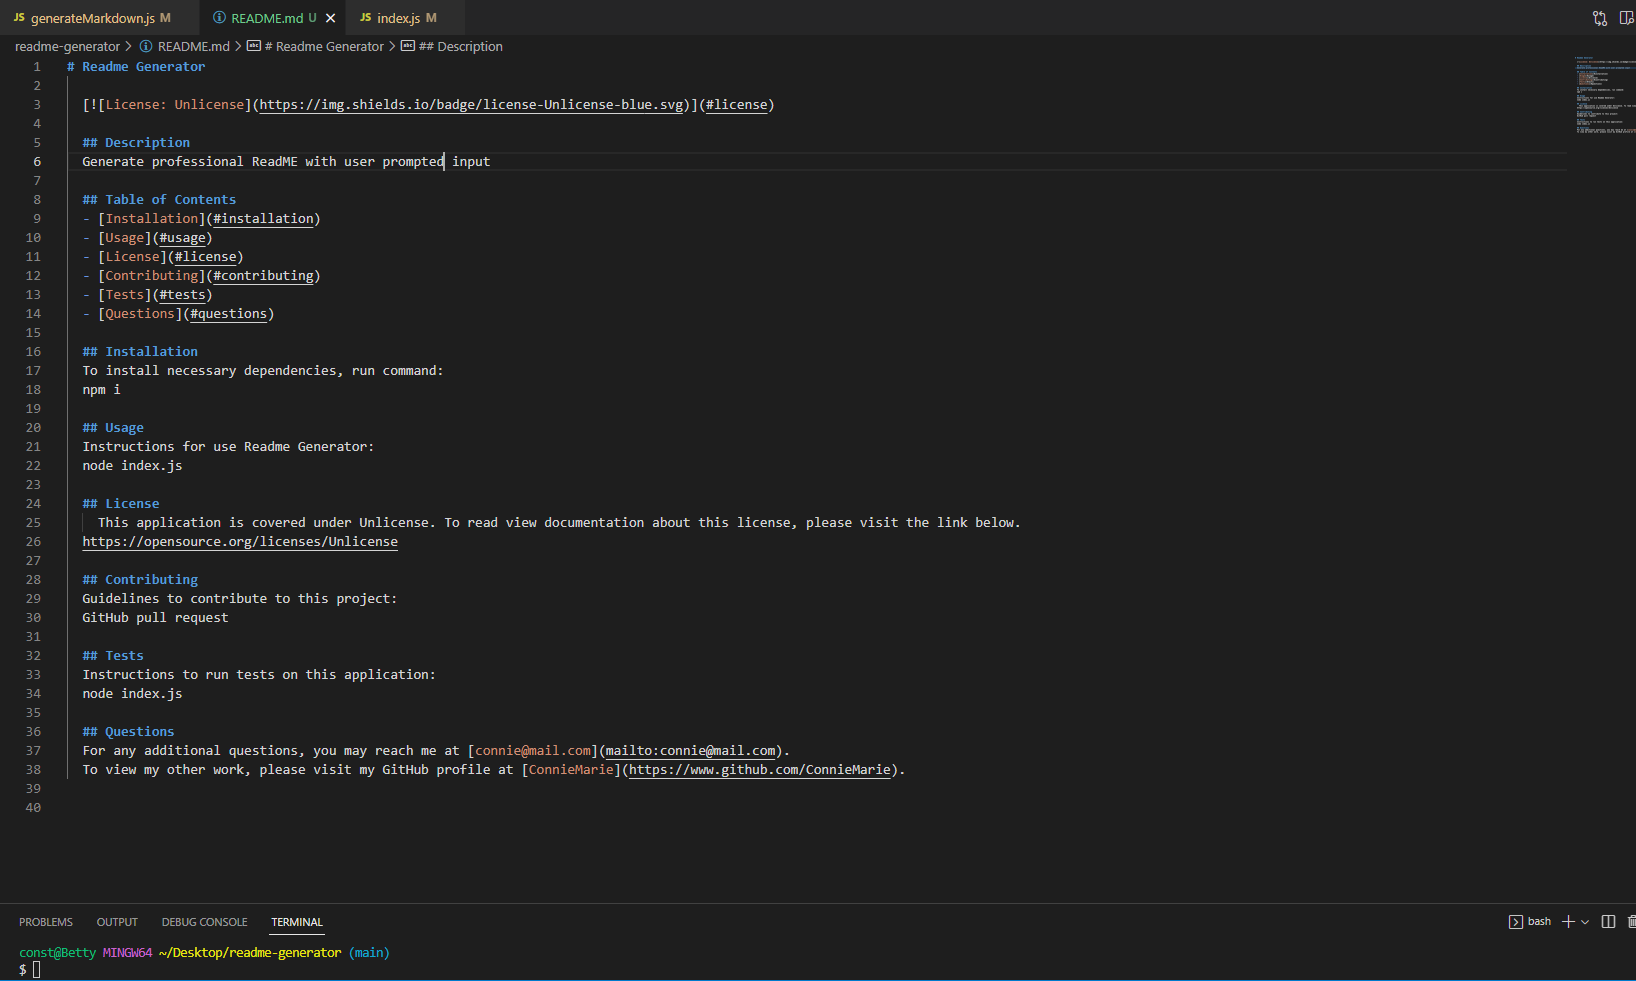 JS generateMarkdown.js M
README.md U
JS index.js M
readme-generator > README.md > # Readme Generator > ## Description
1 # Readme Generator
2
3 [![License: Unlicense](https://img.shields.io/badge/license-Unlicense-blue.svg)](#license)
4
5 ## Description
6 Generate professional ReadME with user prompted input
7
8 ## Table of Contents
9 - [Installation](#installation)
10 - [Usage](#usage)
11 - [License](#license)
12 - [Contributing](#contributing)
13 - [Tests](#tests)
14 - [Questions](#questions)
15
16 ## Installation
17 To install necessary dependencies, run command:
18 npm i
19
20 ## Usage
21 Instructions for use Readme Generator:
22 node index.js
23
24 ## License
25 This application is covered under Unlicense. To read view documentation about this license, please visit the link below.
26 https://opensource.org/licenses/Unlicense
27
28 ## Contributing
29 Guidelines to contribute to this project:
30 GitHub pull request
31
32 ## Tests
33 Instructions to run tests on this application:
34 node index.js
35
36 ## Questions
37 For any additional questions, you may reach me at [connie@mail.com](mailto:connie@mail.com).
38 To view my other work, please visit my GitHub profile at [ConnieMarie](https://www.github.com/ConnieMarie).
39
40
PROBLEMS OUTPUT DEBUG CONSOLE TERMINAL
bash
const@Betty MINGW64 ~/Desktop/readme-generator (main)
$